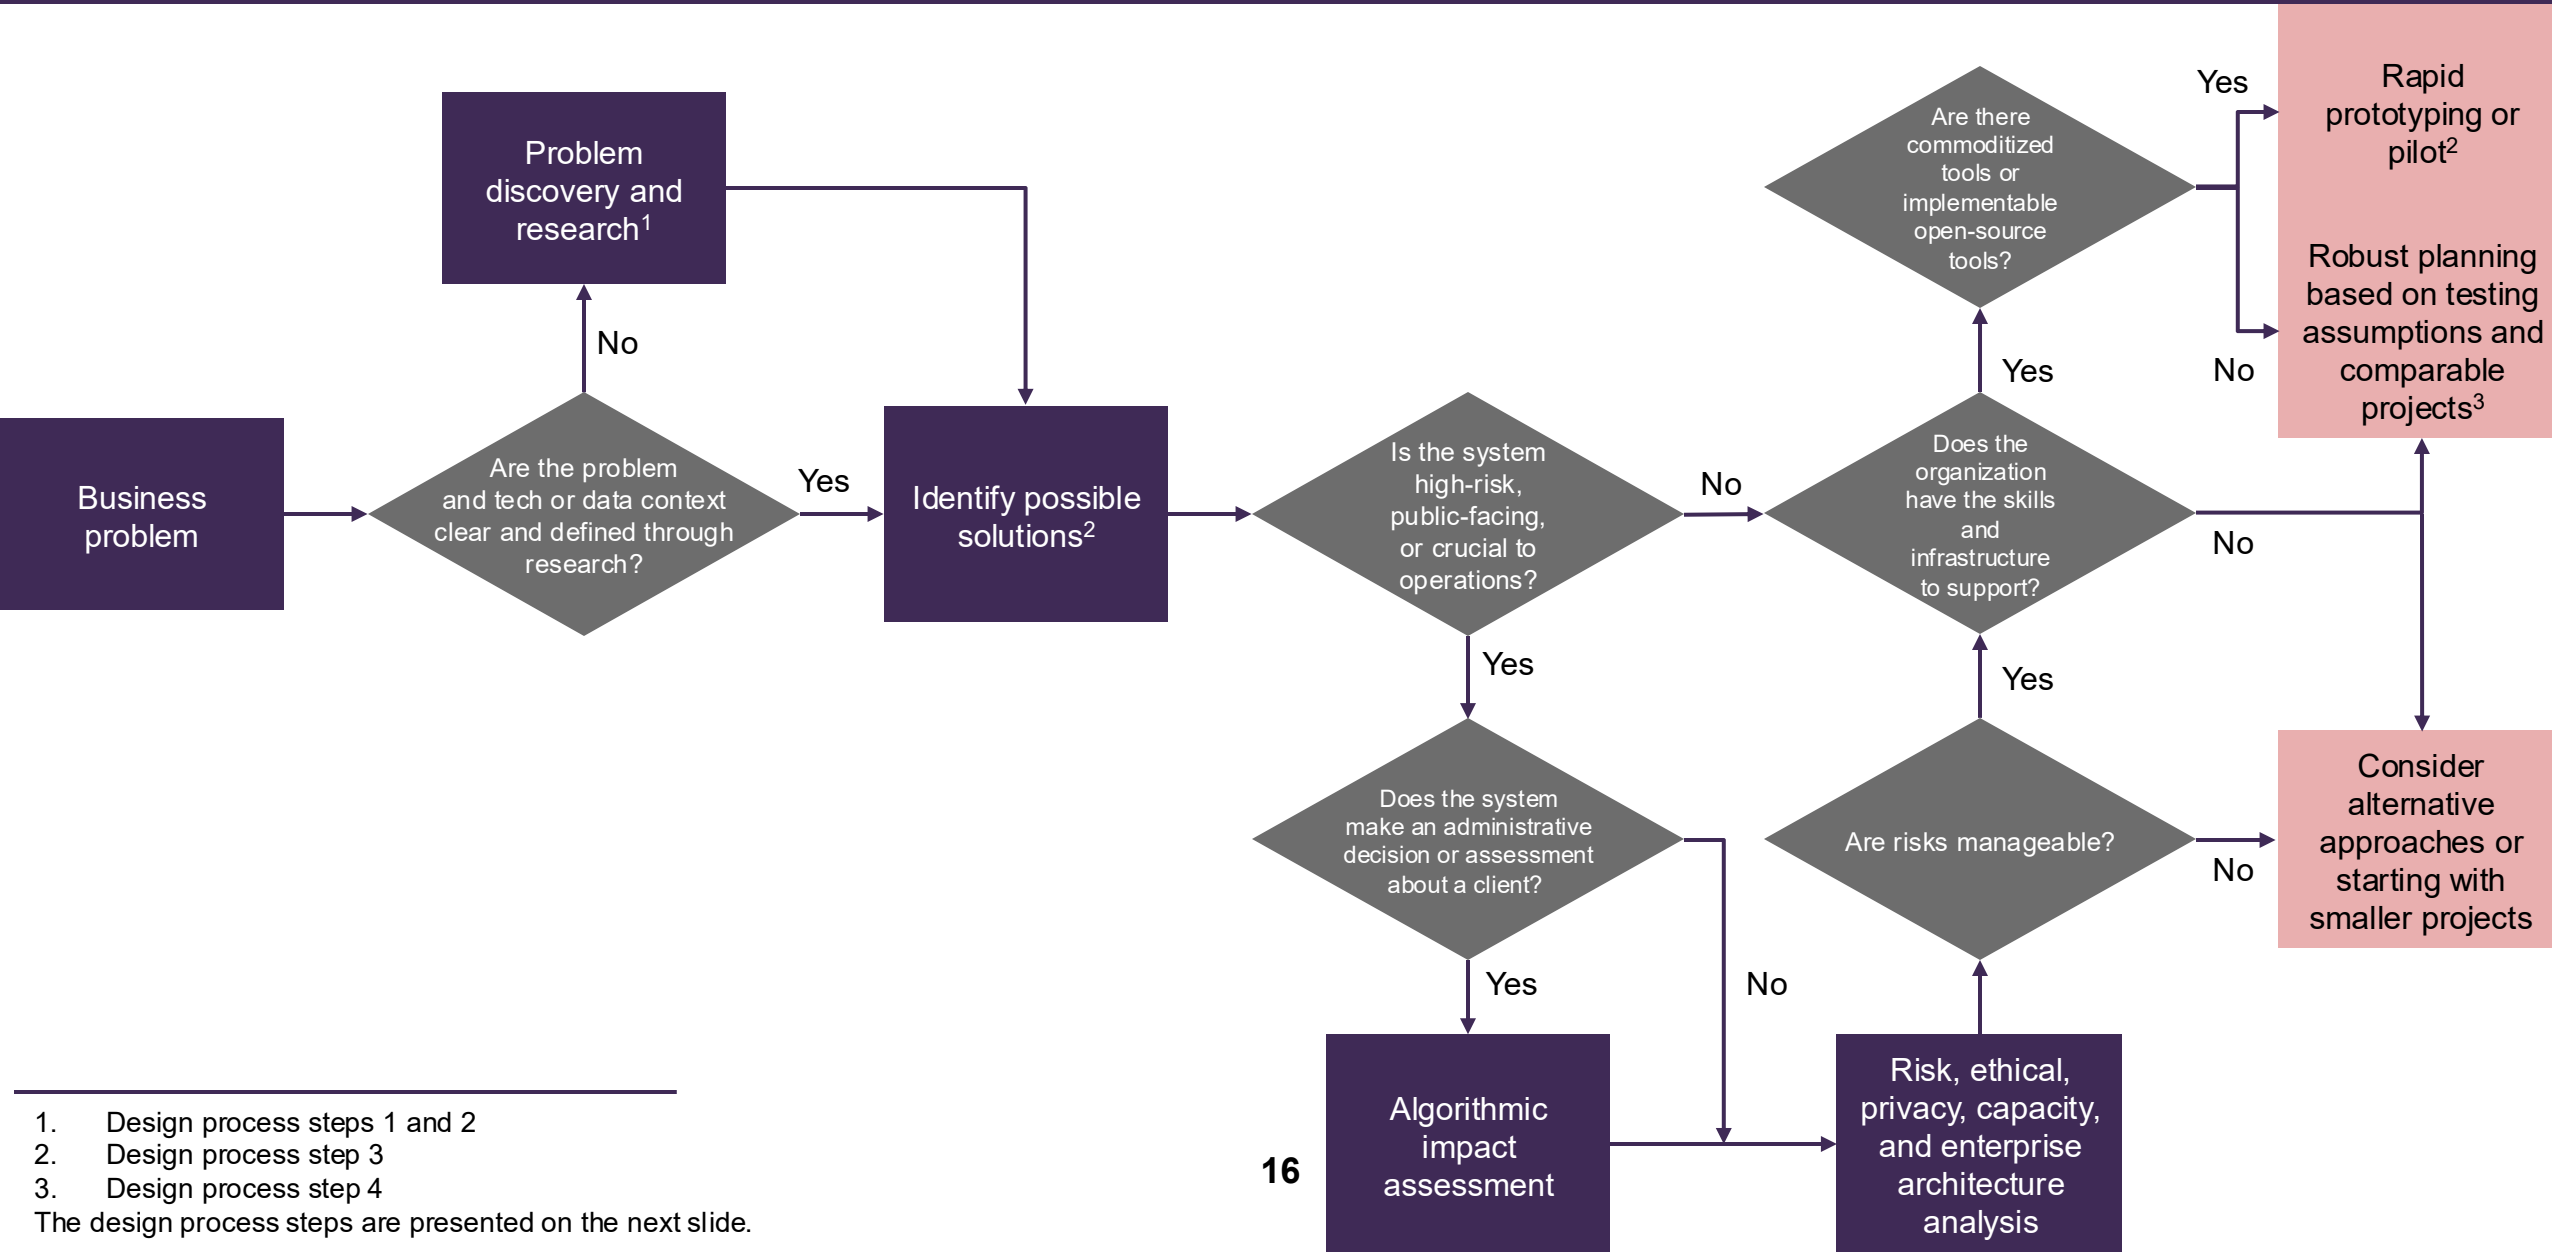 Business
problem
Are the problem
and tech or data context
clear and defined through
research?
No
Problem
discovery and
research1
Yes
Identify possible
solutions2
Is the system
high-risk,
public-facing,
or crucial to
operations?
No
Yes
Does the system
make an administrative
decision or assessment
about a client?
Yes
No
Algorithmic
impact
assessment
Risk, ethical,
privacy, capacity,
and enterprise
architecture
analysis
Are risks manageable?
Yes
No
Does the
organization
have the skills
and
infrastructure
to support?
Yes
No
Are there
commoditized
tools or
implementable
open-source
tools?
Yes
No
Rapid
prototyping or
pilot2
Robust planning
based on testing
assumptions and
comparable
projects3
Consider
alternative
approaches or
starting with
smaller projects
1. Design process steps 1 and 2
2. Design process step 3
3. Design process step 4
The design process steps are presented on the next slide.
16